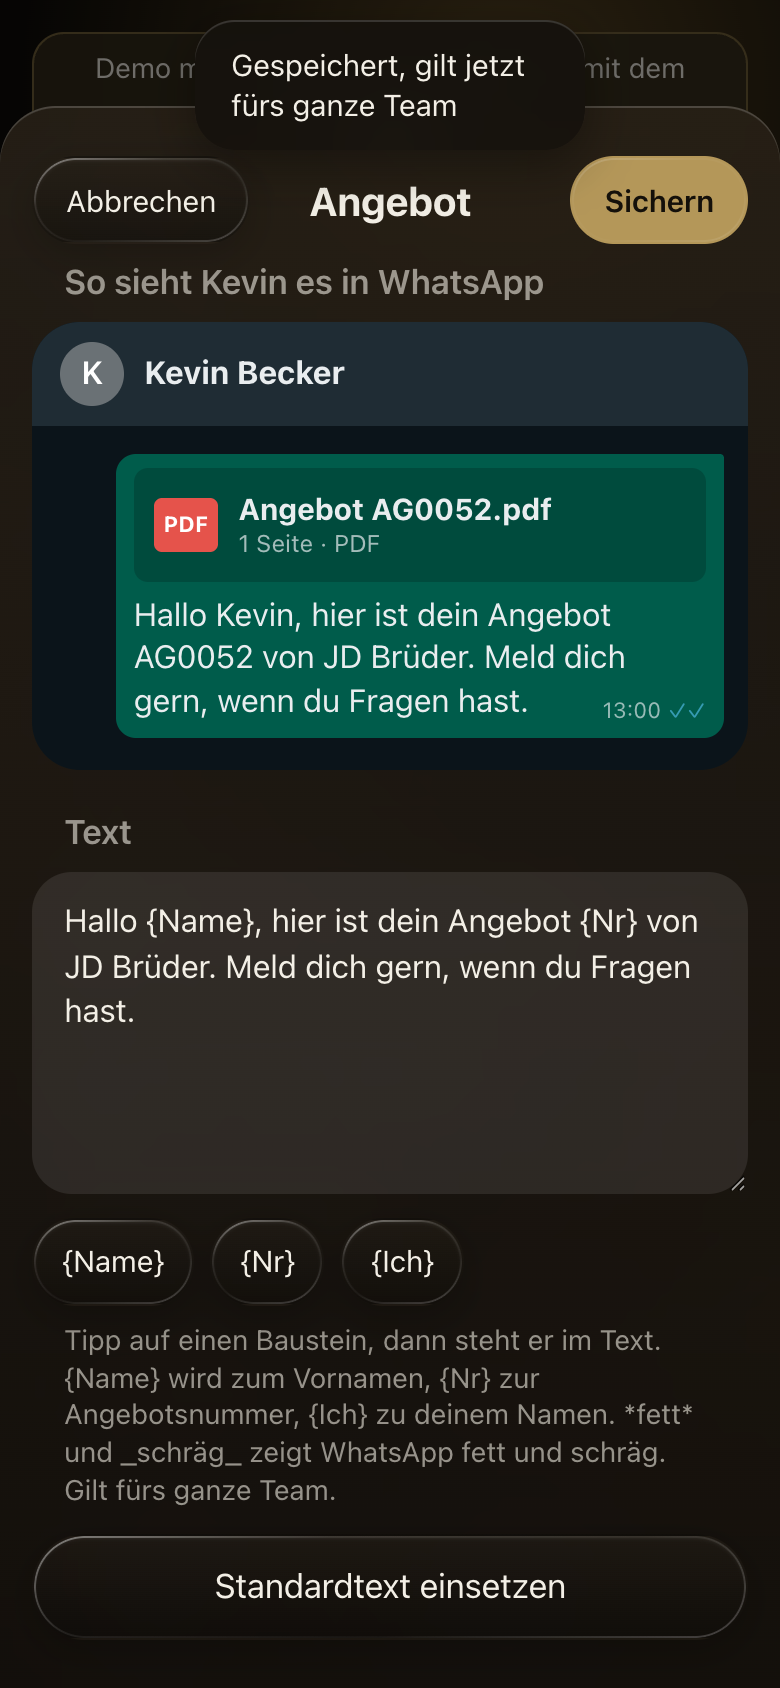 Demo m
Gespeichert, gilt jetzt
fürs ganze Team
mit dem
Abbrechen
Angebot
Sichern
So sieht Kevin es in WhatsApp
K
Kevin Becker
PDF
Angebot AG0052.pdf
1 Seite · PDF
Hallo Kevin, hier ist dein Angebot
AG0052 von JD Brüder. Meld dich
gern, wenn du Fragen hast.
13:00
Text
Hallo {Name}, hier ist dein Angebot {Nr} von
JD Brüder. Meld dich gern, wenn du Fragen
hast.
{Name}
{Nr}
{Ich}
Tipp auf einen Baustein, dann steht er im Text.
{Name} wird zum Vornamen, {Nr} zur
Angebotsnummer, {Ich} zu deinem Namen. *fett*
und _schräg_ zeigt WhatsApp fett und schräg.
Gilt fürs ganze Team.
Standardtext einsetzen